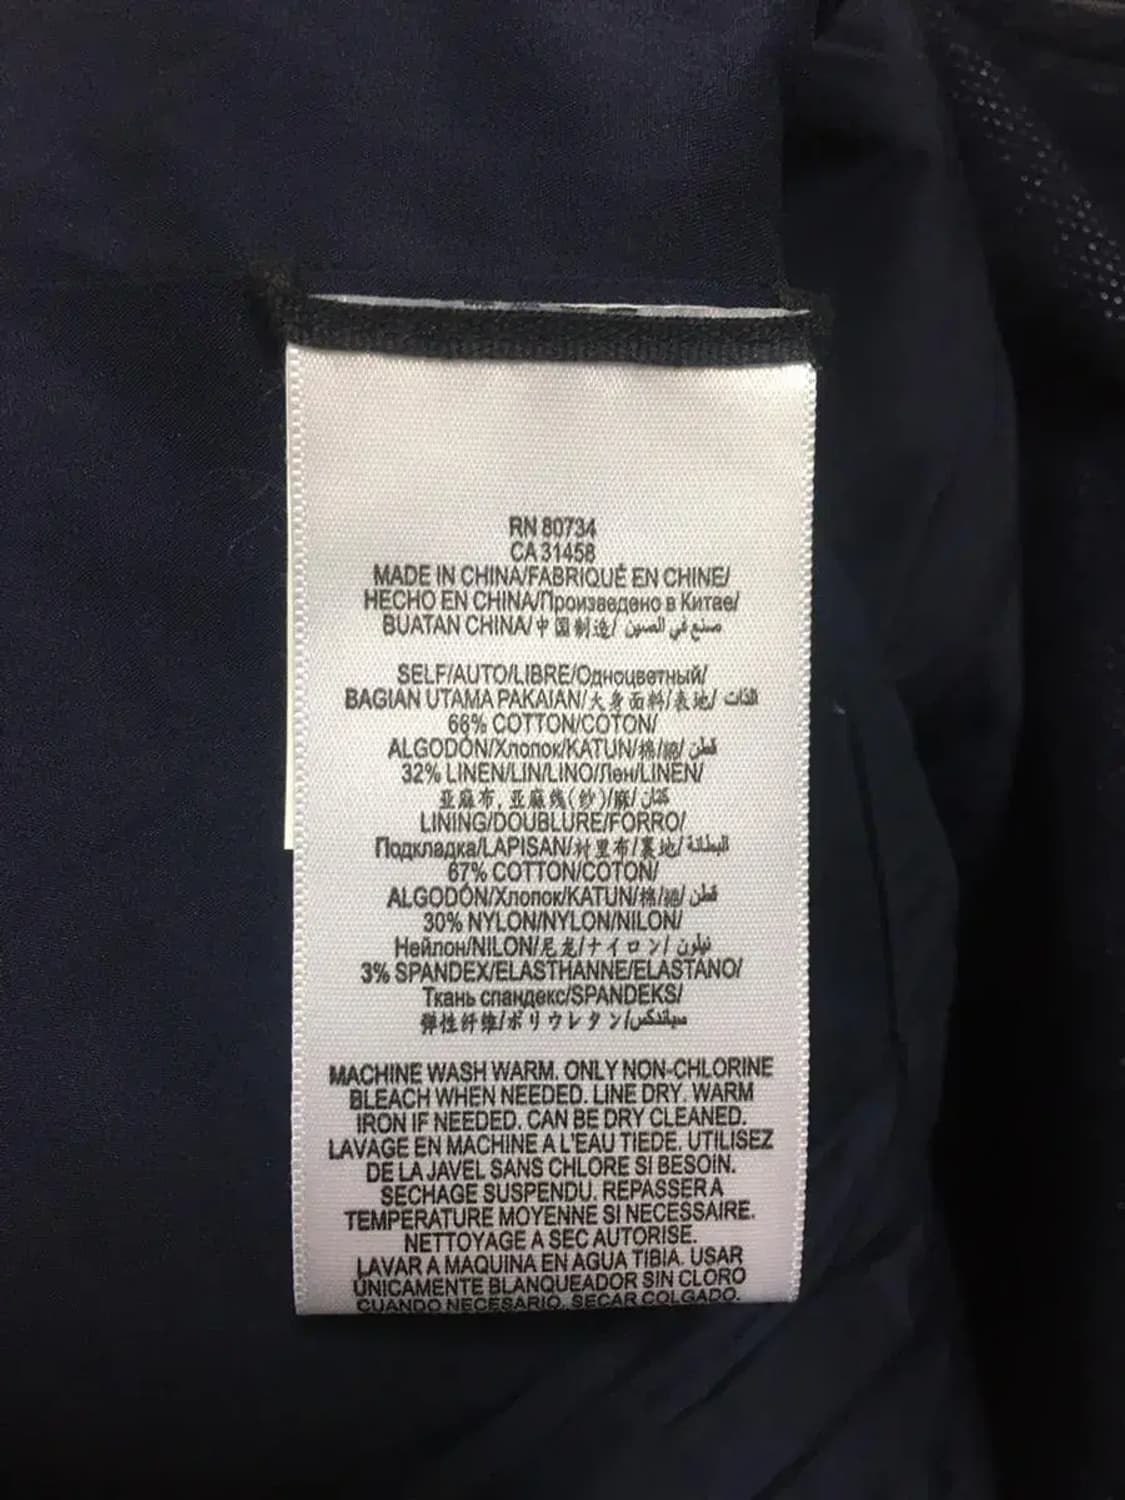 RN 80734
CA 31458
MADE IN CHINA/FABRIQUÉ EN CHINE/
HECHO EN CHINA/Произведено в Китае/
BUATAN CHINA/中国制造/ صنع في الصين
SELF/AUTO/LIBRE/Одноцветный/
BAGIAN UTAMA PAKAIAN/大身面料/表地/ الذات
68% COTTON/COTON/
ALGODÓN/Хлопок/KATUN/棉/綿/ قطن
32% LINEN/LIN/LINO/Лен/LINEN/
亚麻布, 亚麻线(纱)/麻/ كتان
LINING/DOUBLURE/FORRO/
Подкладка/LAPISAN/衬里布/裏地/ البطانة
67% COTTON/COTON/
ALGODÓN/Хлопок/KATUN/棉/綿/ قطن
30% NYLON/NYLON/NILON/
Нейлон/NILON/尼龙/ナイロン/ نيلون
3% SPANDEX/ELASTHANNE/ELASTANO/
Ткань спандекс/SPANDEKS/
弹性纤维/ポリウレタン/ سباندكس
MACHINE WASH WARM. ONLY NON-CHLORINE
BLEACH WHEN NEEDED. LINE DRY. WARM
IRON IF NEEDED. CAN BE DRY CLEANED.
LAVAGE EN MACHINE A L'EAU TIEDE. UTILISEZ
DE LA JAVEL SANS CHLORE SI BESOIN.
SECHAGE SUSPENDU. REPASSER A
TEMPERATURE MOYENNE SI NECESSAIRE.
NETTOYAGE A SEC AUTORISE.
LAVAR A MAQUINA EN AGUA TIBIA. USAR
ÚNICAMENTE BLANQUEADOR SIN CLORO
CUANDO NECESARIO. SECAR COLGADO.